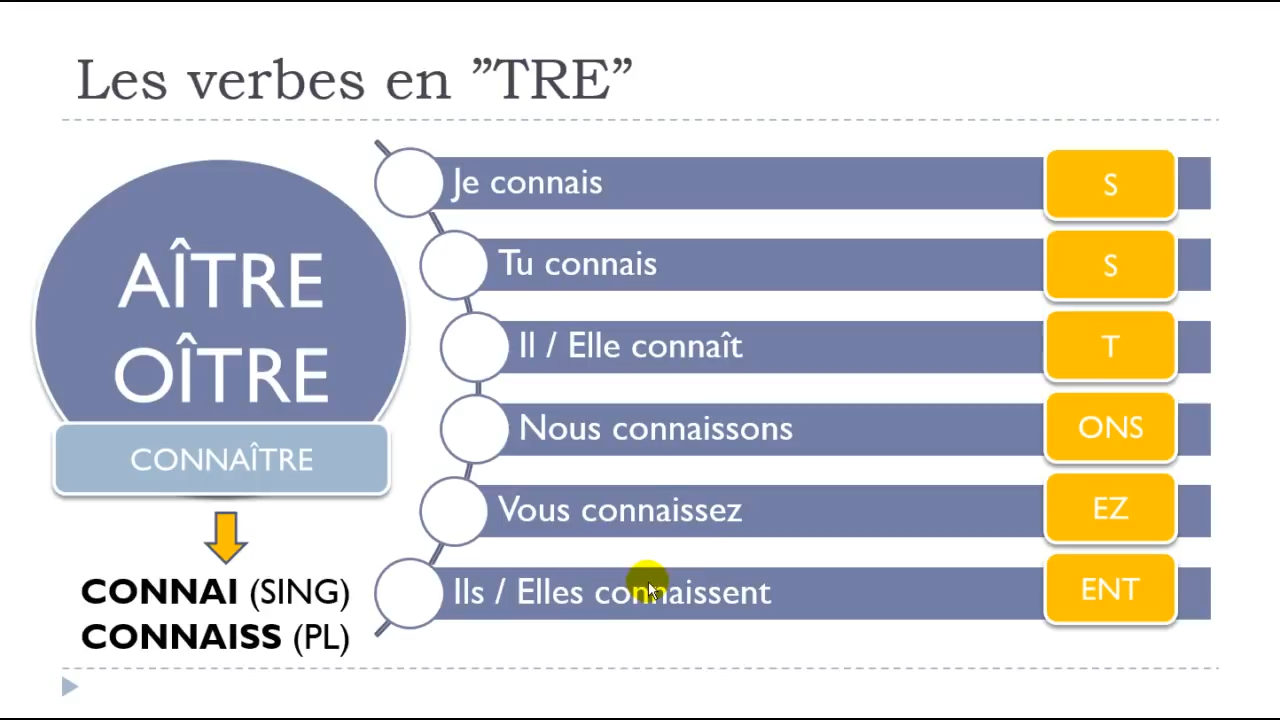 Les verbes en ”TRE”
AÎTRE
OÎTRE
CONNAÎTRE
CONNAI (SING)
CONNAISS (PL)
Je connais S
Tu connais S
Il / Elle connaît T
Nous connaissons ONS
Vous connaissez EZ
Ils / Elles connaissent ENT